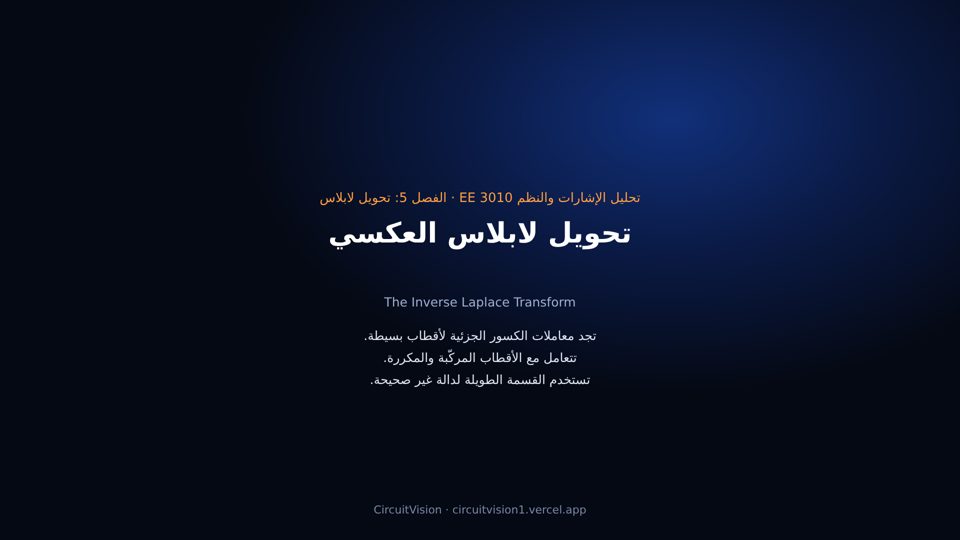 تحليل الإشارات والنظم EE 3010 · الفصل 5: تحويل لابلاس
تحويل لابلاس العكسي
The Inverse Laplace Transform
تجد معاملات الكسور الجزئية لأقطاب بسيطة.
تتعامل مع الأقطاب المركّبة والمكررة.
تستخدم القسمة الطويلة لدالة غير صحيحة.
CircuitVision · circuitvision1.vercel.app